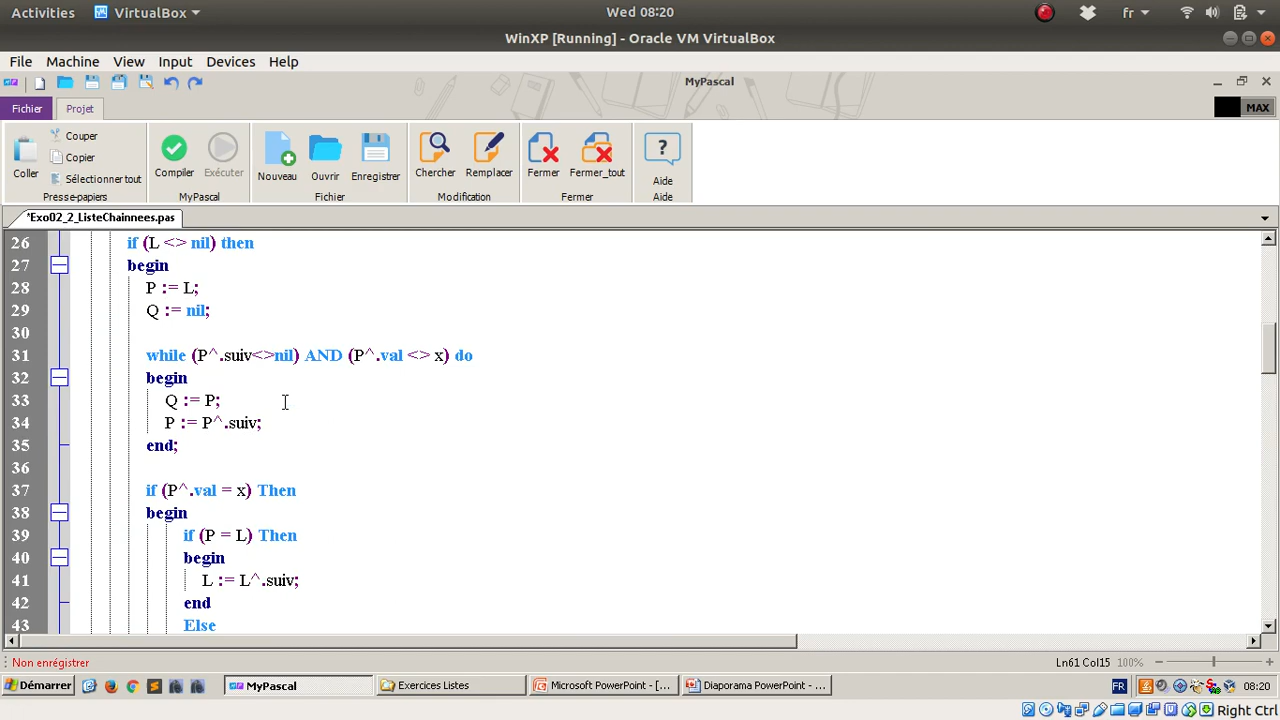 Activities VirtualBox Wed 08:20 fr
WinXP [Running] - Oracle VM VirtualBox
File Machine View Input Devices Help
MyPascal
Fichier Projet MAX
Coller Couper Copier Sélectionner tout Compiler Exécuter Nouveau Ouvrir Enregistrer Chercher Remplacer Fermer Fermer_tout ? Aide
Presse-papiers MyPascal Fichier Modification Fermer Aide
*Exo02_2_ListeChainnees.pas
26 if (L <> nil) then
27 begin
28 P := L;
29 Q := nil;
30
31 while (P^.suiv<>nil) AND (P^.val <> x) do
32 begin
33 Q := P;
34 P := P^.suiv;
35 end;
36
37 if (P^.val = x) Then
38 begin
39 if (P = L) Then
40 begin
41 L := L^.suiv;
42 end
43 Else
Non enrégistrer Ln61 Col15 100%
Démarrer MyPascal Exercices Listes Microsoft PowerPoint - [... Diaporama PowerPoint - ... FR 08:20
Right Ctrl